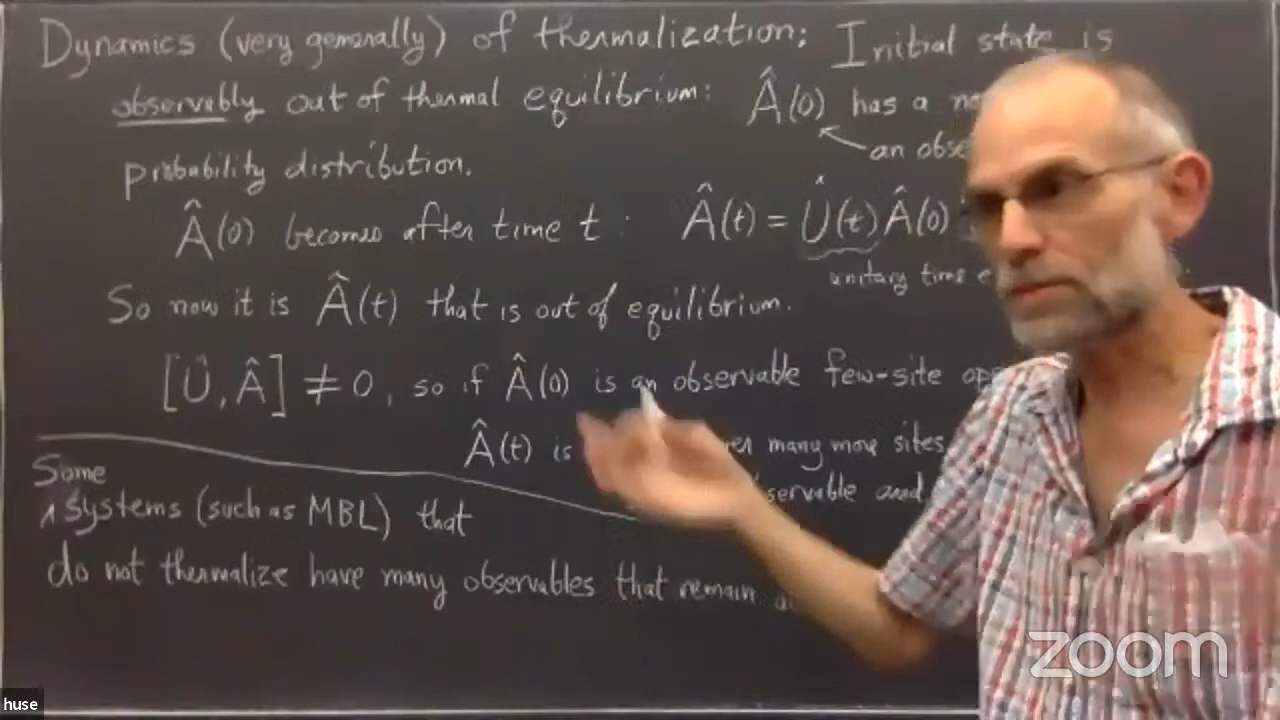 Dynamics (very generally) of thermalization: Initial state is
observably out of thermal equilibrium: Â(0) has a
an
probability distribution.
Â(0) becomes after time t : Â(t) = Û(t) Â(0)
unitary time
So now it is Â(t) that is out of equilibrium.
[Û, Â] ≠ 0, so if Â(0) is an observable few-site
Â(t) is many more sites
and
Some
systems (such as MBL) that
do not thermalize have many observables that remain
zoom
huse